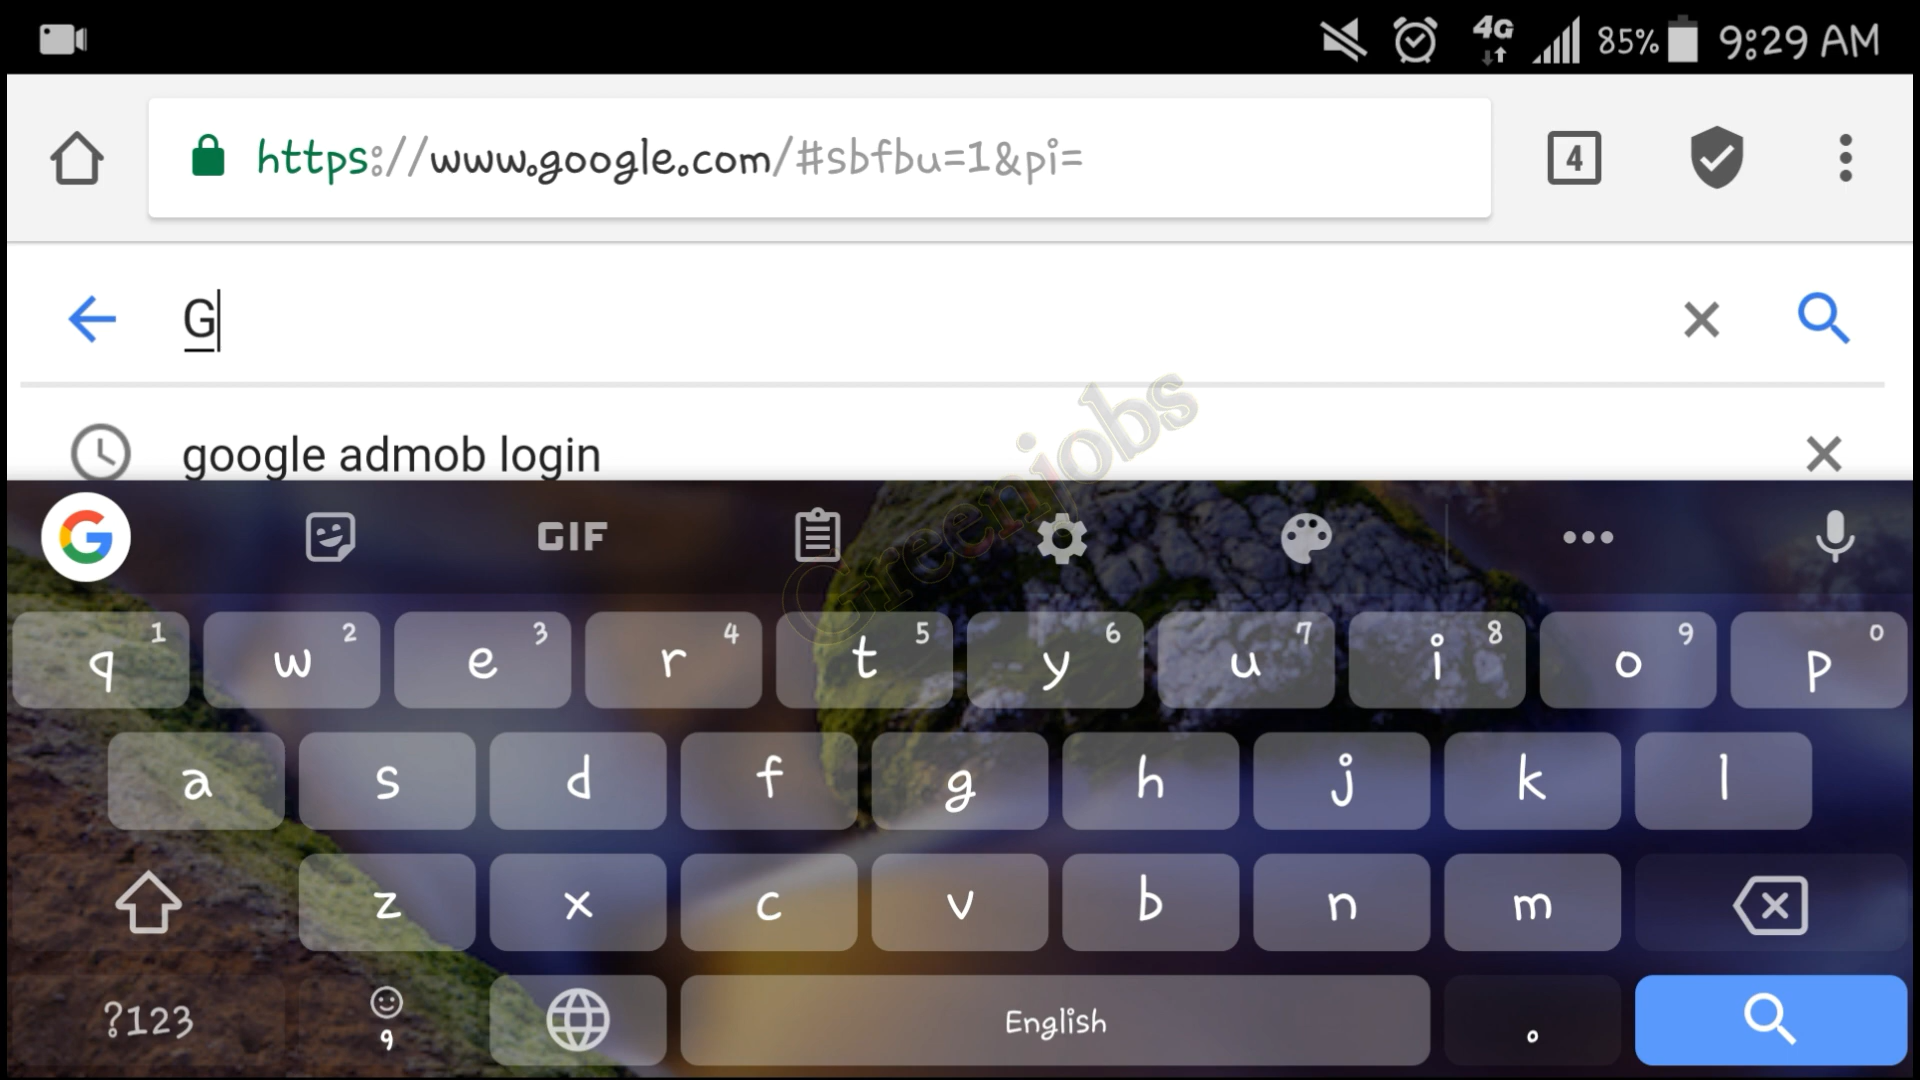 4G 85% 9:29 AM
https://www.google.com/#sbfbu=1&pi= 4
G
google admob login
Greenjobs
G GIF
q 1 w 2 e 3 r 4 t 5 y 6 u 7 i 8 o 9 p 0
a s d f g h j k l
z x c v b n m
?123 , English .